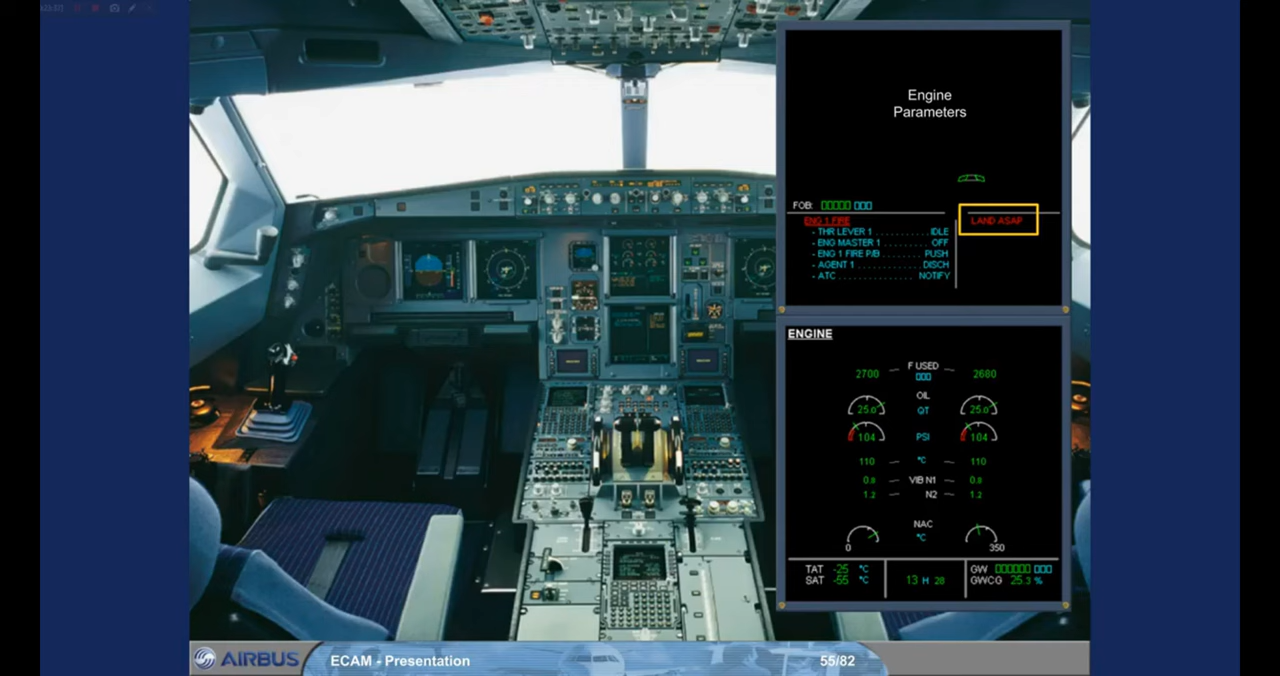 Engine
Parameters
FOB:
ENG 1 FIRE
- THR LEVER 1 .......... IDLE
- ENG MASTER 1 ........ OFF
- ENG 1 FIRE P/B ....... PUSH
- AGENT 1 .............. DISCH
- ATC .................. NOTIFY
LAND ASAP
ENGINE
2700 F USED 2680
OIL
25.0 QT 25.0
104 PSI 104
110 °C 110
0.8 VIB N1 0.8
1.2 N2 1.2
NAC
°C
0 350
TAT -25 °C
SAT -55 °C
13 H 28
GW
GWCG 25.3 %
AIRBUS
ECAM - Presentation
55/82